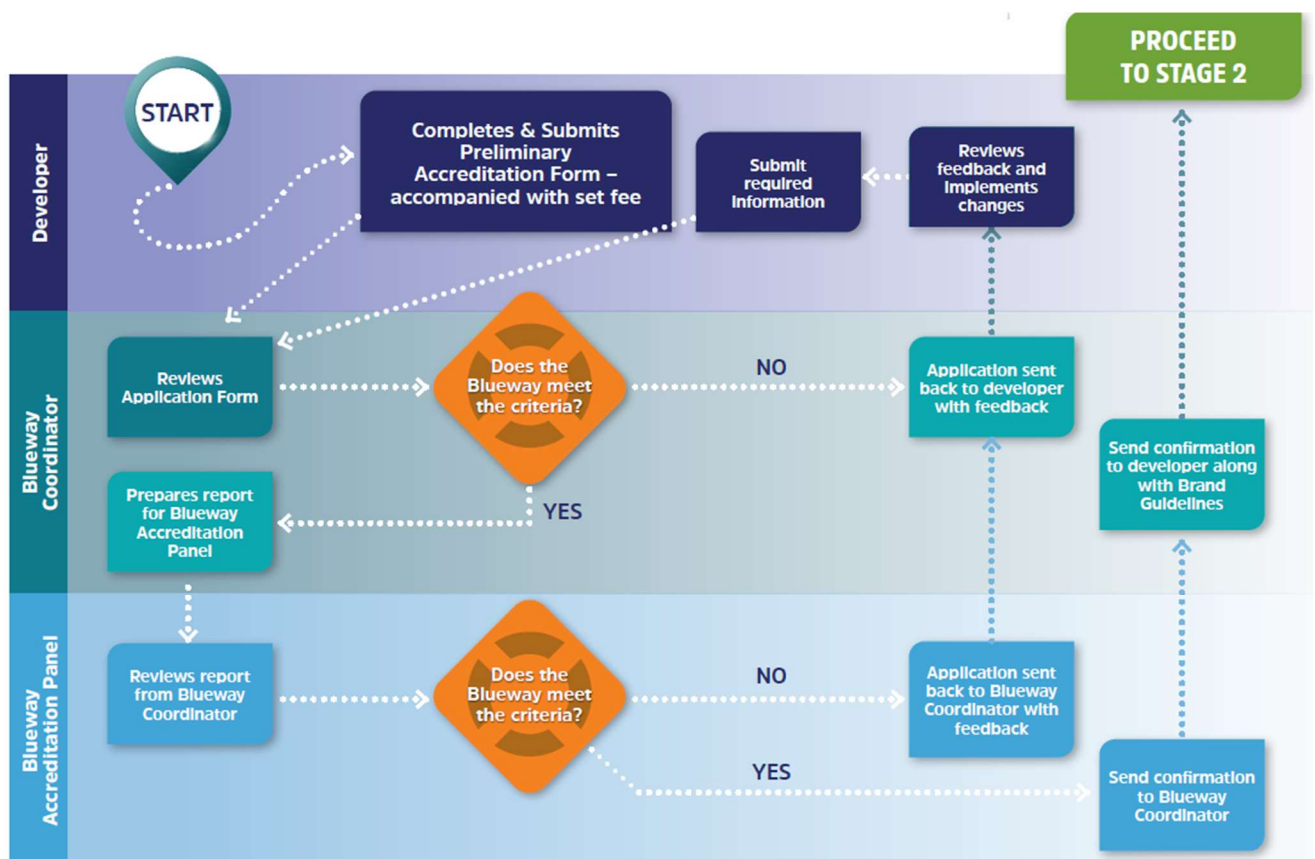 PROCEED
TO STAGE 2
START
Completes & Submits
Preliminary
Accreditation Form –
accompanied with set fee
Submit
required
Information
Reviews
feedback and
Implements
changes
Developer
Reviews
Application Form
Does the
Blueway meet
the criteria?
NO
Application sent
back to developer
with feedback
Send confirmation
to developer along
with Brand
Guidelines
YES
Prepares report
for Blueway
Accreditation
Panel
Blueway
Coordinator
Reviews report
from Blueway
Coordinator
Does the
Blueway meet
the criteria?
NO
Application sent
back to Blueway
Coordinator with
feedback
YES
Send confirmation
to Blueway
Coordinator
Blueway
Accreditation Panel